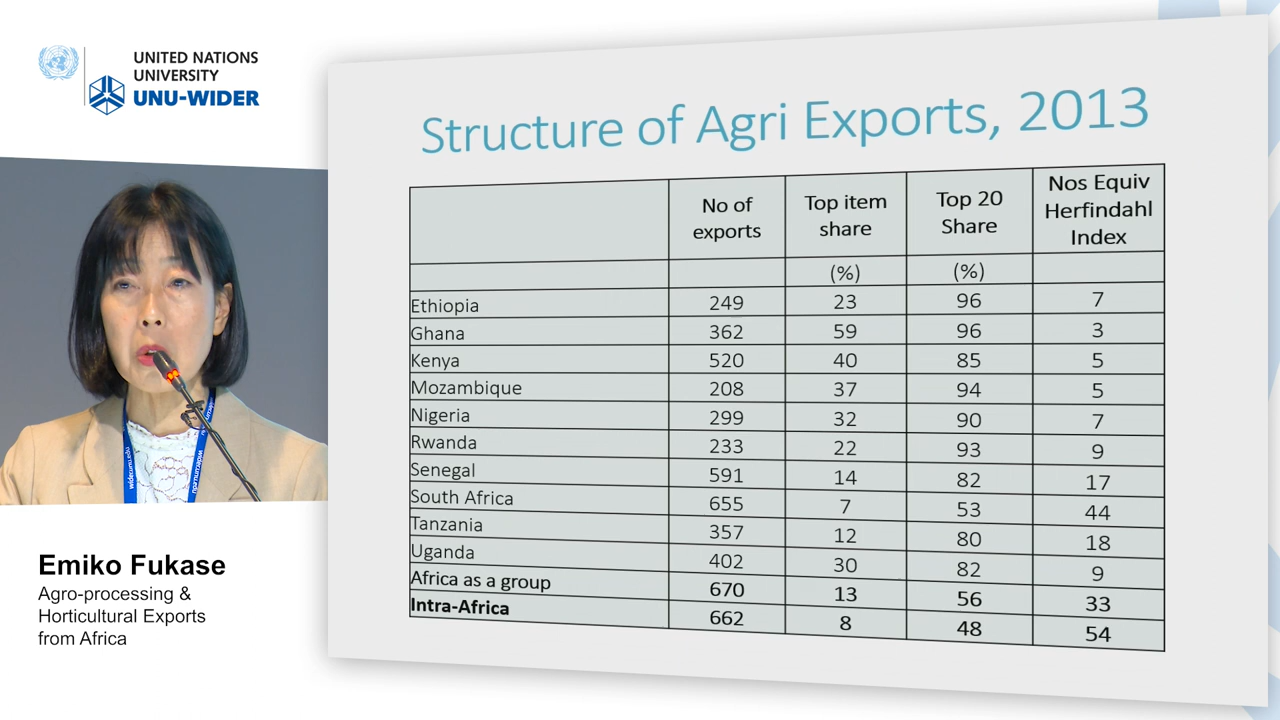 UNITED NATIONS
UNIVERSITY
UNU-WIDER
Emiko Fukase
Agro-processing &
Horticultural Exports
from Africa
Structure of Agri Exports, 2013
No of exports Top item share Top 20 Share Nos Equiv Herfindahl Index
(%) (%)
Ethiopia 249 23 96 7
Ghana 362 59 96 3
Kenya 520 40 85 5
Mozambique 208 37 94 5
Nigeria 299 32 90 7
Rwanda 233 22 93 9
Senegal 591 14 82 17
South Africa 655 7 53 44
Tanzania 357 12 80 18
Uganda 402 30 82 9
Africa as a group 670 13 56 33
Intra-Africa 662 8 48 54